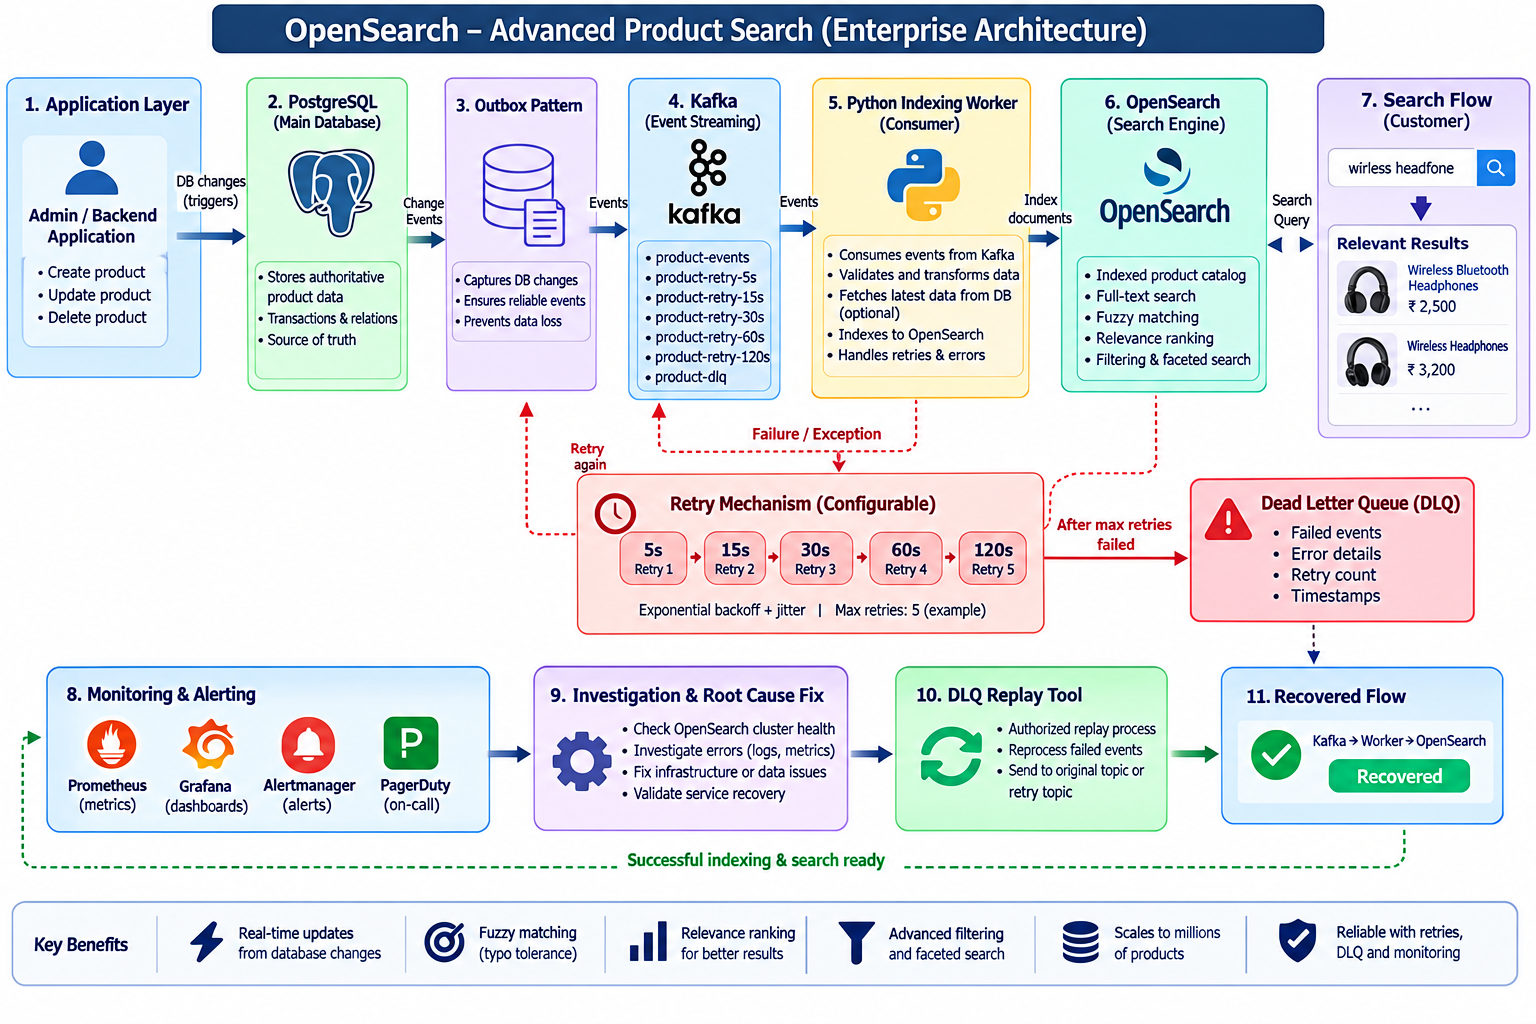 OpenSearch – Advanced Product Search (Enterprise Architecture)
1. Application Layer
Admin / Backend
Application
• Create product
• Update product
• Delete product
DB changes
(triggers)
2. PostgreSQL
(Main Database)
• Stores authoritative
product data
• Transactions & relations
• Source of truth
Change
Events
3. Outbox Pattern
• Captures DB changes
• Ensures reliable events
• Prevents data loss
Events
4. Kafka
(Event Streaming)
kafka
• product-events
• product-retry-5s
• product-retry-15s
• product-retry-30s
• product-retry-60s
• product-retry-120s
• product-dlq
Events
5. Python Indexing Worker
(Consumer)
• Consumes events from Kafka
• Validates and transforms data
• Fetches latest data from DB
(optional)
• Indexes to OpenSearch
• Handles retries & errors
Index
documents
6. OpenSearch
(Search Engine)
OpenSearch
• Indexed product catalog
• Full-text search
• Fuzzy matching
• Relevance ranking
• Filtering & faceted search
Search
Query
7. Search Flow
(Customer)
wirless headfone
Relevant Results
Wireless Bluetooth
Headphones
₹ 2,500
Wireless Headphones
₹ 3,200
...
Failure / Exception
Retry
again
Retry Mechanism (Configurable)
5s
Retry 1
15s
Retry 2
30s
Retry 3
60s
Retry 4
120s
Retry 5
Exponential backoff + jitter | Max retries: 5 (example)
After max retries
failed
Dead Letter Queue (DLQ)
• Failed events
• Error details
• Retry count
• Timestamps
8. Monitoring & Alerting
Prometheus
(metrics)
Grafana
(dashboards)
Alertmanager
(alerts)
P
PagerDuty
(on-call)
9. Investigation & Root Cause Fix
• Check OpenSearch cluster health
• Investigate errors (logs, metrics)
• Fix infrastructure or data issues
• Validate service recovery
10. DLQ Replay Tool
• Authorized replay process
• Reprocess failed events
• Send to original topic or
retry topic
11. Recovered Flow
Kafka → Worker → OpenSearch
Recovered
Successful indexing & search ready
Key Benefits
Real-time updates
from database changes
Fuzzy matching
(typo tolerance)
Relevance ranking
for better results
Advanced filtering
and faceted search
Scales to millions
of products
Reliable with retries,
DLQ and monitoring